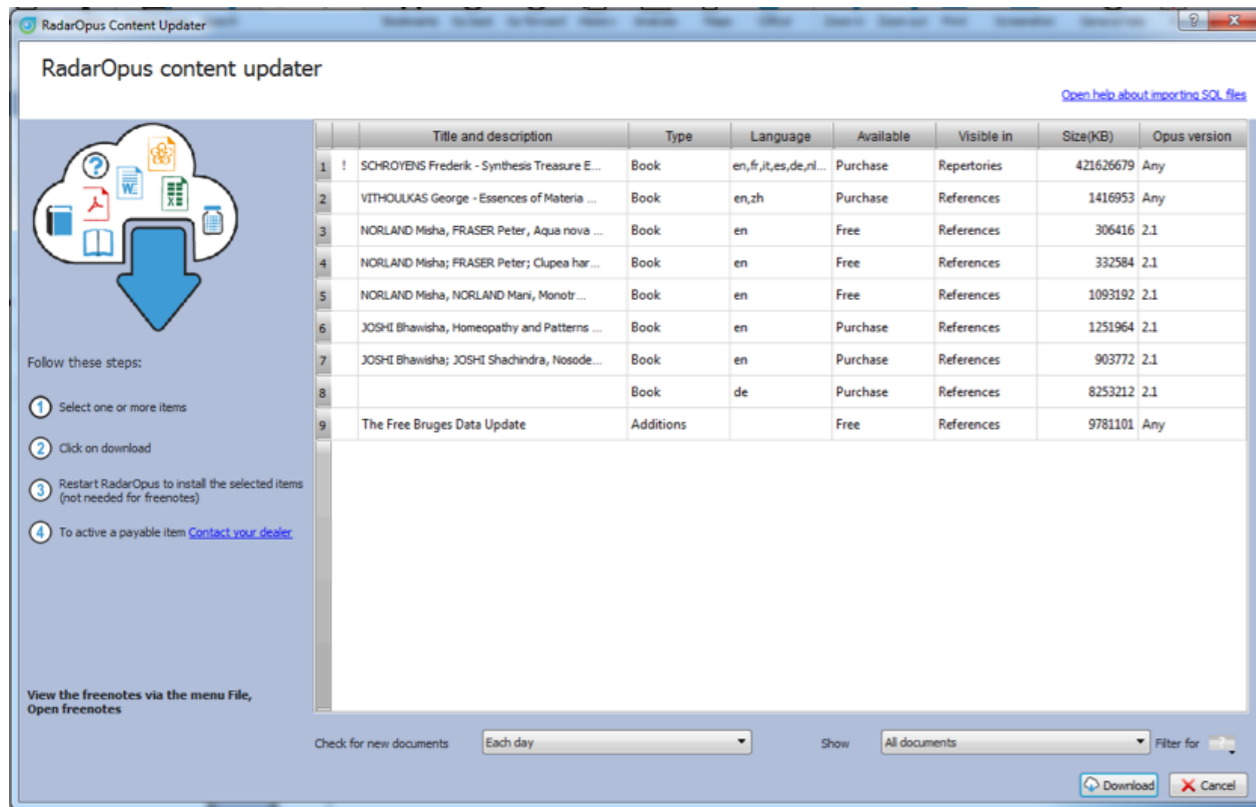 RadarOpus Content Updater
RadarOpus content updater
Open help about importing SQL files
Title and description Type Language Available Visible in Size(KB) Opus version
1 ! SCHROYENS Frederik - Synthesis Treasure E... Book en,fr,it,es,de,nl... Purchase Repertories 421626679 Any
2 VITHOULKAS George - Essences of Materia ... Book en,zh Purchase References 1416953 Any
3 NORLAND Misha, FRASER Peter, Aqua nova ... Book en Free References 306416 2.1
4 NORLAND Misha; FRASER Peter; Clupea har... Book en Free References 332584 2.1
5 NORLAND Misha, NORLAND Mani, Monotr... Book en Free References 1093192 2.1
6 JOSHI Bhawisha, Homeopathy and Patterns ... Book en Purchase References 1251964 2.1
7 JOSHI Bhawisha; JOSHI Shachindra, Nosode... Book en Purchase References 903772 2.1
8 Book de Purchase References 8253212 2.1
9 The Free Bruges Data Update Additions Free References 9781101 Any
Follow these steps:
1 Select one or more items
2 Click on download
3 Restart RadarOpus to install the selected items
(not needed for freenotes)
4 To active a payable item Contact your dealer
View the freenotes via the menu File,
Open freenotes
Check for new documents Each day Show All documents Filter for
Download Cancel